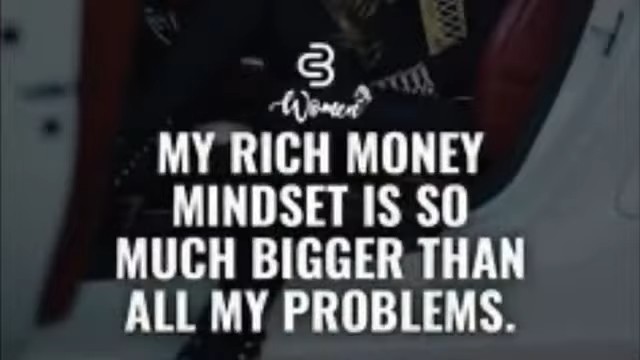 Women
MY RICH MONEY
MINDSET IS SO
MUCH BIGGER THAN
ALL MY PROBLEMS.